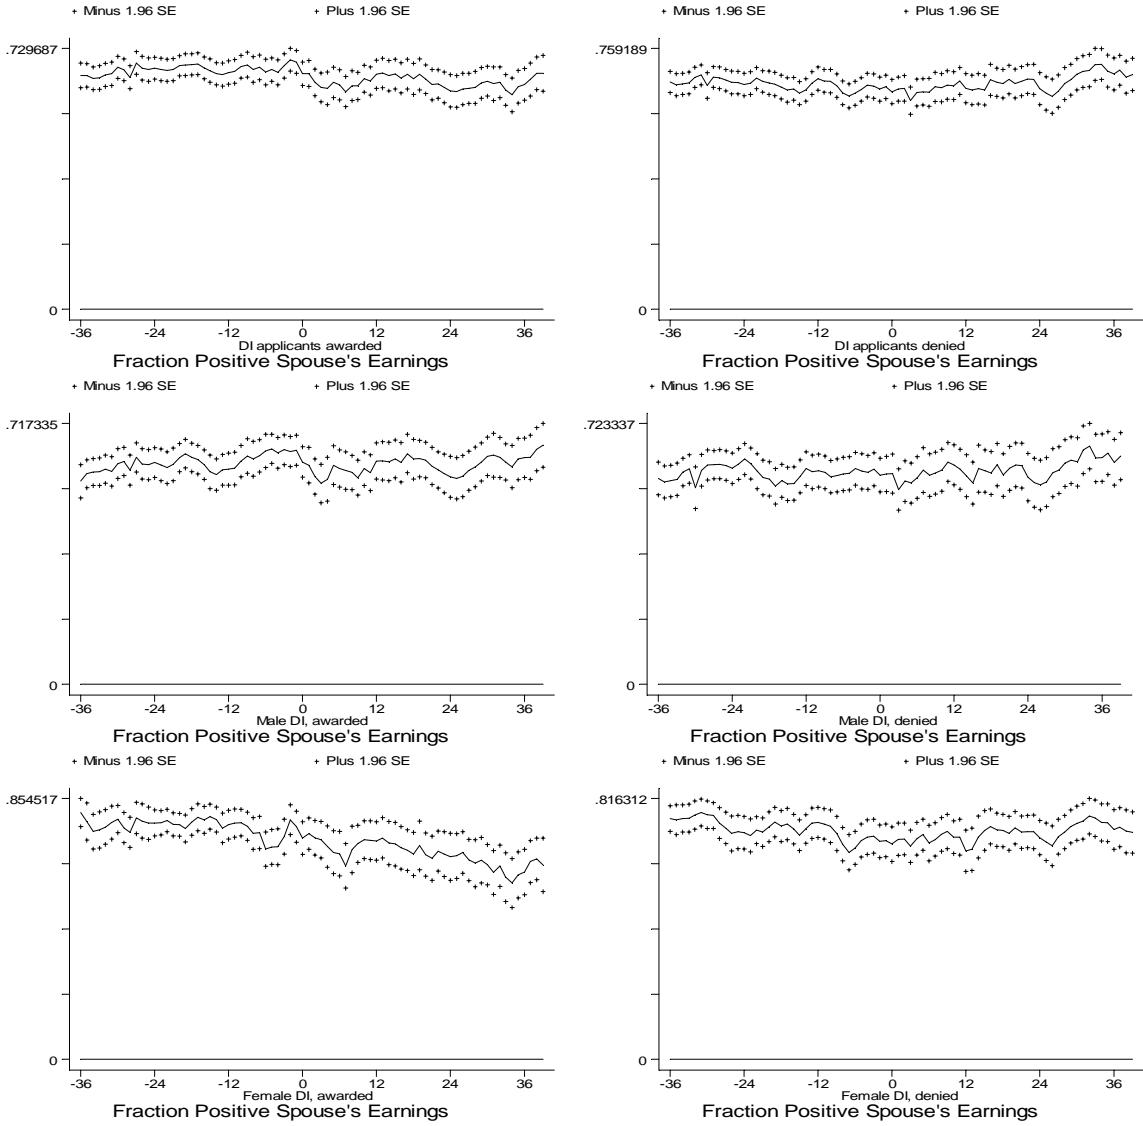 + Minus 1.96 SE + Plus 1.96 SE
.729687
0
-36 -24 -12 0 12 24 36
DI applicants awarded
Fraction Positive Spouse's Earnings
+ Minus 1.96 SE + Plus 1.96 SE
.759189
0
-36 -24 -12 0 12 24 36
DI applicants denied
Fraction Positive Spouse's Earnings
+ Minus 1.96 SE + Plus 1.96 SE
.717335
0
-36 -24 -12 0 12 24 36
Male DI, awarded
Fraction Positive Spouse's Earnings
+ Minus 1.96 SE + Plus 1.96 SE
.723337
0
-36 -24 -12 0 12 24 36
Male DI, denied
Fraction Positive Spouse's Earnings
+ Minus 1.96 SE + Plus 1.96 SE
.854517
0
-36 -24 -12 0 12 24 36
Female DI, awarded
Fraction Positive Spouse's Earnings
+ Minus 1.96 SE + Plus 1.96 SE
.816312
0
-36 -24 -12 0 12 24 36
Female DI, denied
Fraction Positive Spouse's Earnings